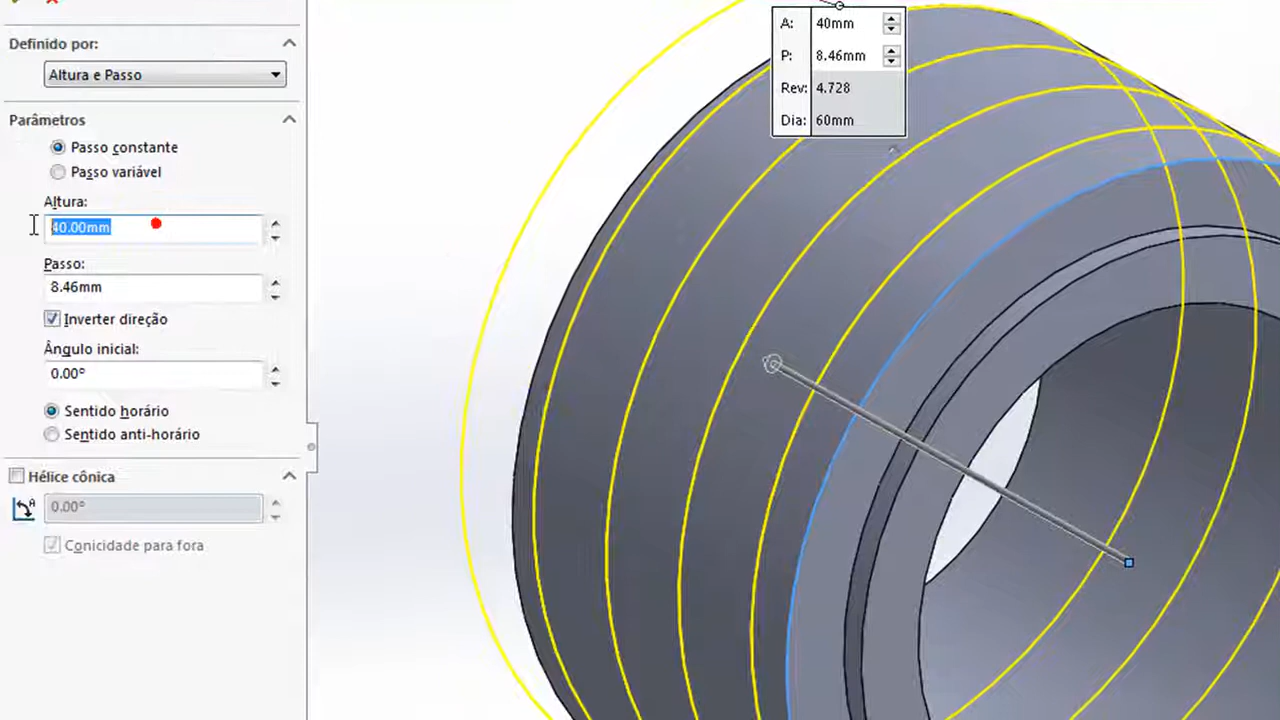 Definido por:
Altura e Passo
Parâmetros
Passo constante
Passo variável
Altura:
40.00mm
Passo:
8.46mm
Inverter direção
Ângulo inicial:
0.00°
Sentido horário
Sentido anti-horário
Hélice cônica
A
0.00°
Conicidade para fora
A: 40mm
P: 8.46mm
Rev: 4.728
Dia: 60mm